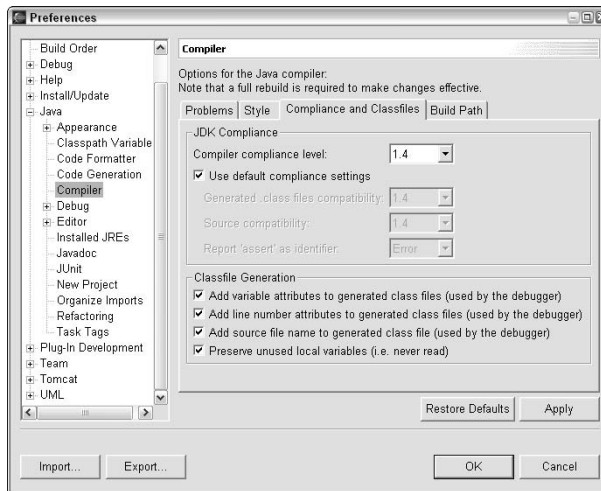 Preferences
Build Order
Debug
Help
Install/Update
Java
Appearance
Classpath Variable
Code Formatter
Code Generation
Compiler
Debug
Editor
Installed JREs
Javadoc
JUnit
New Project
Organize Imports
Refactoring
Task Tags
Plug-In Development
Team
Tomcat
UML
Compiler
Options for the Java compiler:
Note that a full rebuild is required to make changes effective.
Problems Style Compliance and Classfiles Build Path
JDK Compliance
Compiler compliance level: 1.4
Use default compliance settings
Generated .class files compatibility: 1.4
Source compatibility: 1.4
Report 'assert' as identifier: Error
Classfile Generation
Add variable attributes to generated class files (used by the debugger)
Add line number attributes to generated class files (used by the debugger)
Add source file name to generated class file (used by the debugger)
Preserve unused local variables (i.e. never read)
Restore Defaults Apply
Import... Export... OK Cancel